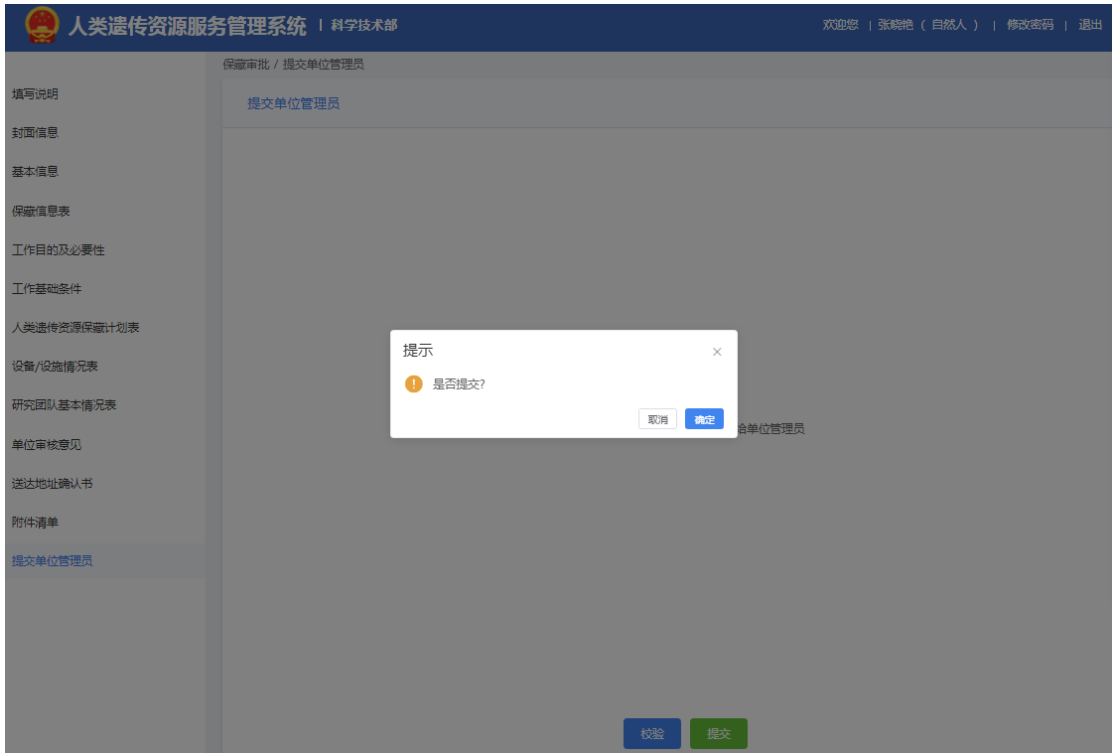 人类遗传资源服务管理系统 | 科学技术部
欢迎您 | 张晓艳（自然人） | 修改密码 | 退出
保藏审批 / 提交单位管理员
填写说明
提交单位管理员
封面信息
基本信息
保藏信息表
工作目的及必要性
工作基础条件
人类遗传资源保藏计划表
设备/设施情况表
研究团队基本情况表
单位审核意见
送达地址确认书
附件清单
提交单位管理员
提示
是否提交?
取消 确定
给单位管理员
校验 提交